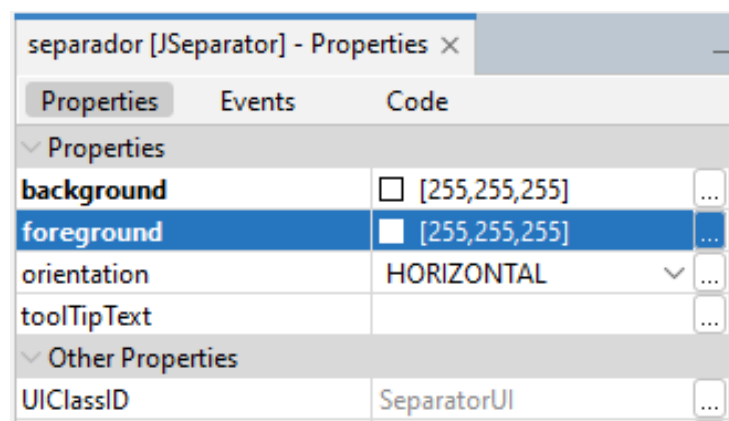 separador [JSeparator] - Properties ×
Properties Events Code
Properties
background [255,255,255] ...
foreground [255,255,255] ...
orientation HORIZONTAL ...
toolTipText ...
Other Properties
UIClassID SeparatorUI ...